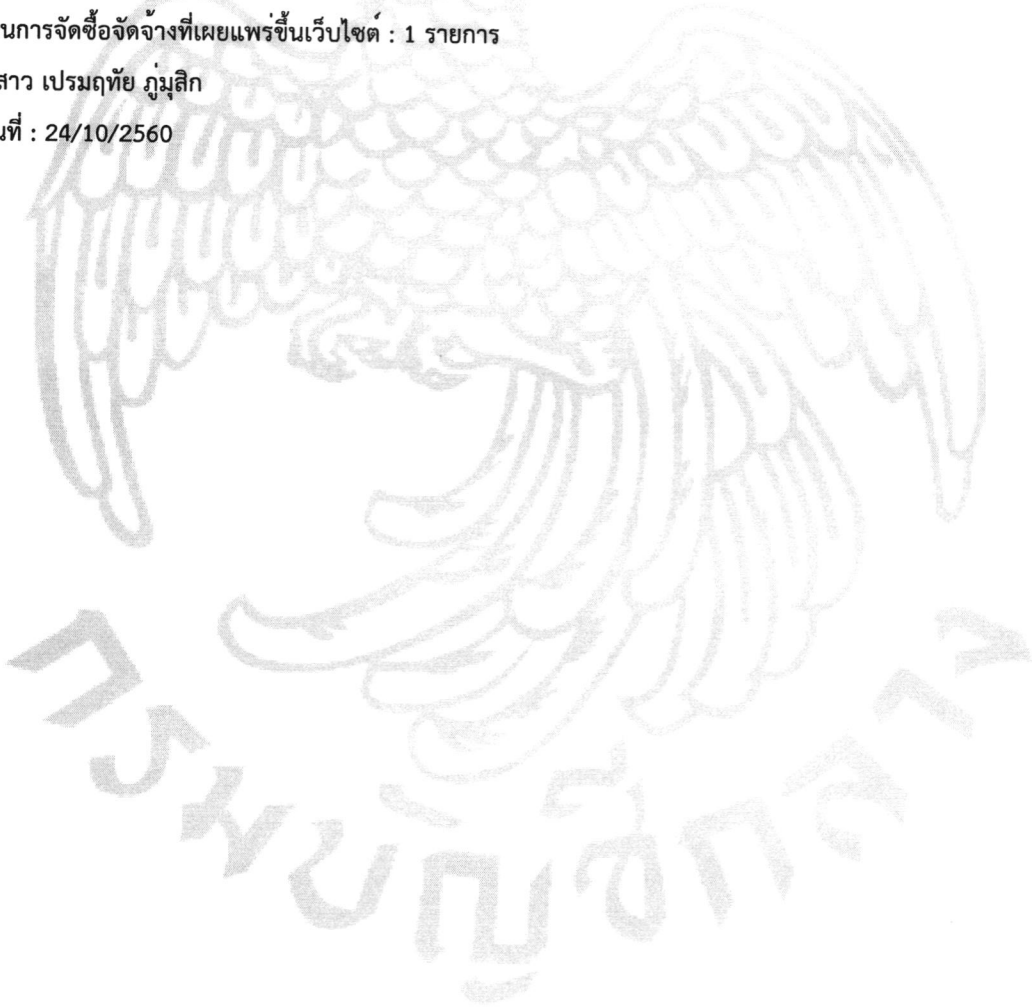 นการจัดซื้อจัดจ้างที่เผยแพร่ขึ้นเว็บไซต์ : 1 รายการ
สาว เปรมฤทัย ภู่มุสิก
นที่ : 24/10/2560
กรมบัญชีกลาง